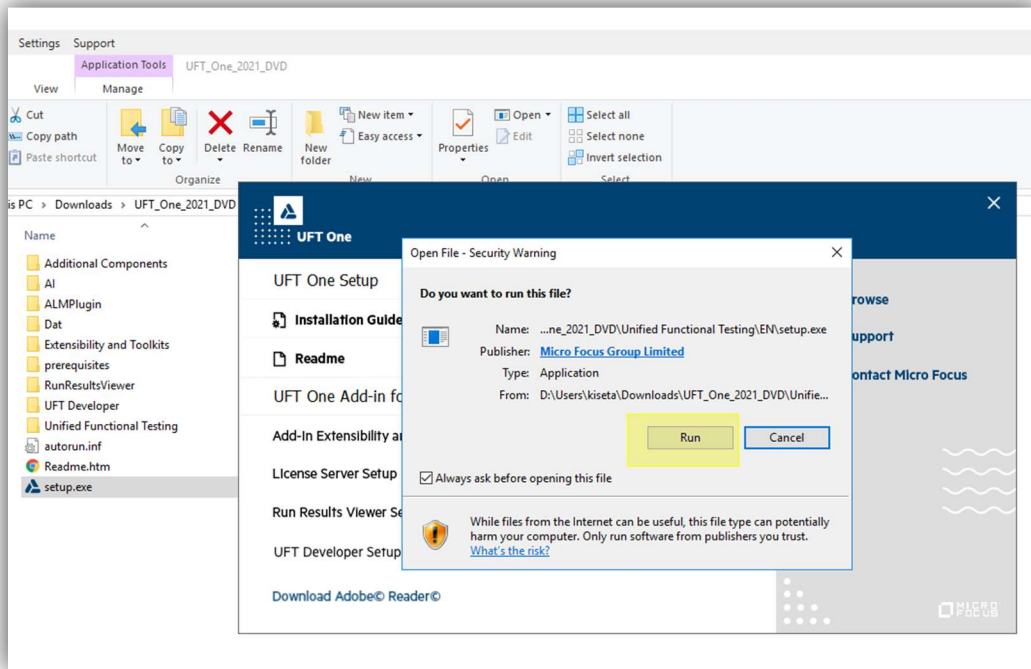 Settings Support
Application Tools UFT_One_2021_DVD
View Manage
Cut
Copy path
Paste shortcut
Move to
Copy to
Delete
Rename
New folder
New item
Easy access
Properties
Open
Edit
Select all
Select none
Invert selection
Organize New Open Select
is PC > Downloads > UFT_One_2021_DVD
Name
Additional Components
AI
ALMPlugin
Dat
Extensibility and Toolkits
prerequisites
RunResultsViewer
UFT Developer
Unified Functional Testing
autorun.inf
Readme.htm
setup.exe
UFT One
UFT One Setup
Installation Guide
Readme
UFT One Add-in fo
Add-In Extensibility a
License Server Setup
Run Results Viewer Se
UFT Developer Setup
Download Adobe© Reader©
rowse
upport
ontact Micro Focus
MICRO
FOCUS
Open File - Security Warning
Do you want to run this file?
Name: ...ne_2021_DVD\Unified Functional Testing\EN\setup.exe
Publisher: Micro Focus Group Limited
Type: Application
From: D:\Users\kiseta\Downloads\UFT_One_2021_DVD\Unifie...
Run Cancel
Always ask before opening this file
While files from the Internet can be useful, this file type can potentially
harm your computer. Only run software from publishers you trust.
What's the risk?